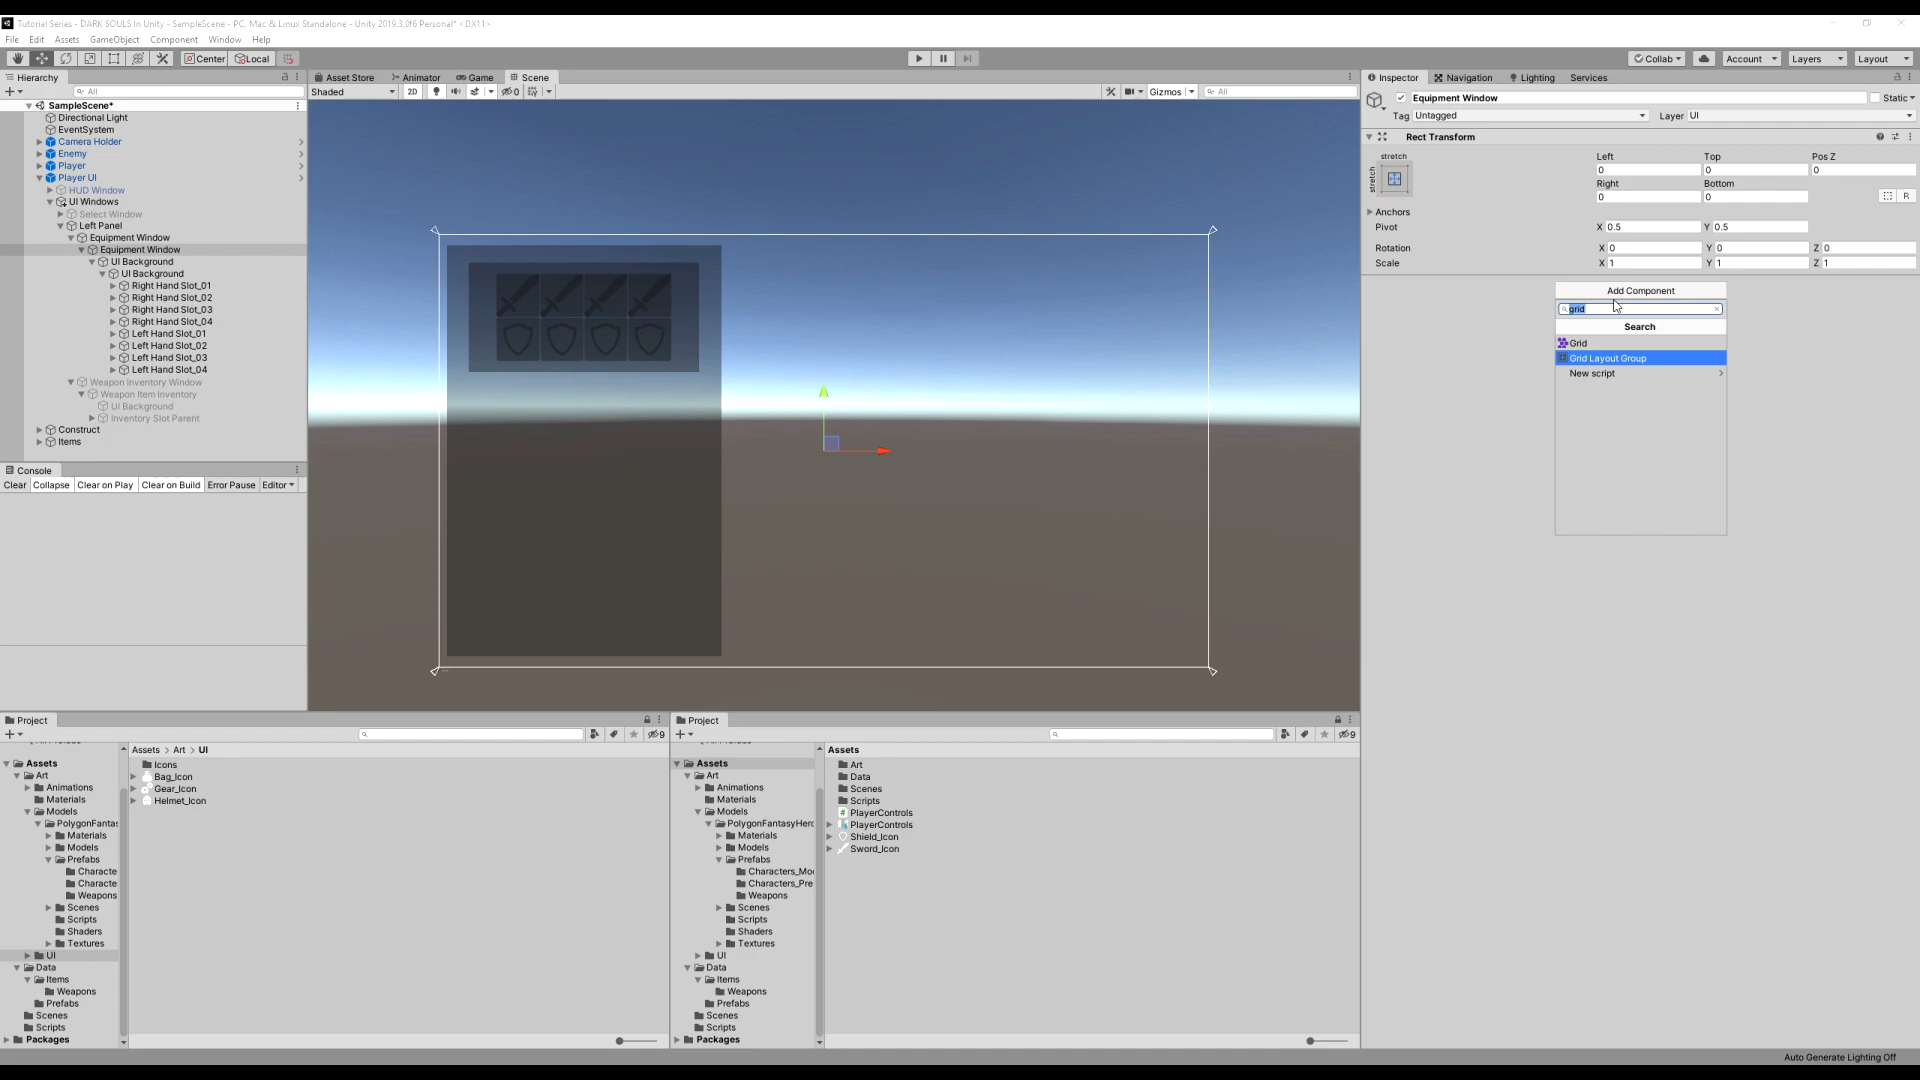 Tutorial Series - DARK SOULS In Unity - SampleScene - PC, Mac & Linux Standalone - Unity 2019.3.0f6 Personal* <DX11>
File Edit Assets GameObject Component Window Help
Center Local Collab Account Layers Layout
Hierarchy
All
SampleScene*
Directional Light
EventSystem
Camera Holder
Enemy
Player
Player UI
HUD Window
UI Windows
Select Window
Left Panel
Equipment Window
Equipment Window
UI Background
UI Background
Right Hand Slot_01
Right Hand Slot_02
Right Hand Slot_03
Right Hand Slot_04
Left Hand Slot_01
Left Hand Slot_02
Left Hand Slot_03
Left Hand Slot_04
Weapon Inventory Window
Weapon Item Inventory
UI Background
Inventory Slot Parent
Construct
Items
Console
Clear Collapse Clear on Play Clear on Build Error Pause Editor
Asset Store Animator Game Scene
Shaded 2D 0 Gizmos All
Inspector Navigation Lighting Services
Equipment Window Static
Tag Untagged Layer UI
Rect Transform
stretch Left Top Pos Z
stretch 0 0 0
Right Bottom
0 0 R
Anchors
Pivot X 0.5 Y 0.5
Rotation X 0 Y 0 Z 0
Scale X 1 Y 1 Z 1
Add Component
grid
Search
Grid
Grid Layout Group
New script
Project
9
Assets
Art
Animations
Materials
Models
PolygonFantas
Materials
Models
Prefabs
Characte
Characte
Weapons
Scenes
Scripts
Shaders
Textures
UI
Data
Items
Weapons
Prefabs
Scenes
Scripts
Packages
Assets > Art > UI
Icons
Bag_Icon
Gear_Icon
Helmet_Icon
Project
9
Assets
Art
Animations
Materials
Models
PolygonFantasyHero
Materials
Models
Prefabs
Characters_Mo
Characters_Pre
Weapons
Scenes
Scripts
Shaders
Textures
UI
Data
Items
Weapons
Prefabs
Scenes
Scripts
Packages
Assets
Art
Data
Scenes
Scripts
PlayerControls
PlayerControls
Shield_Icon
Sword_Icon
Auto Generate Lighting Off